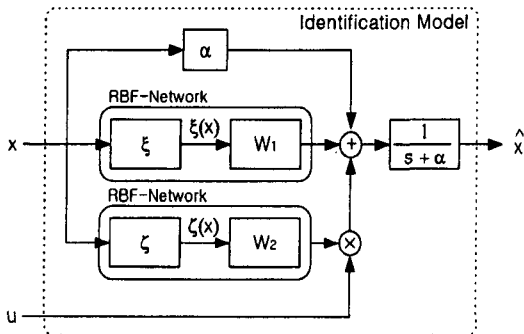 Identification Model
α
RBF-Network
x
ξ
ξ(x)
W₁
+
1
s + α
x̂
RBF-Network
ζ
ζ(x)
W₂
×
u